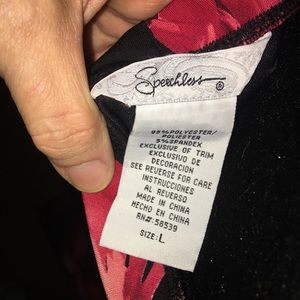 Speechless®
95% POLYESTER/
POLIESTER
5% SPANDEX
EXCLUSIVE OF TRIM
EXCLUSIVO DE
DECORACION
SEE REVERSE FOR CARE
INSTRUCCIONES
AL REVERSO
MADE IN CHINA
HECHO EN CHINA
RN#: 58539
SIZE: L